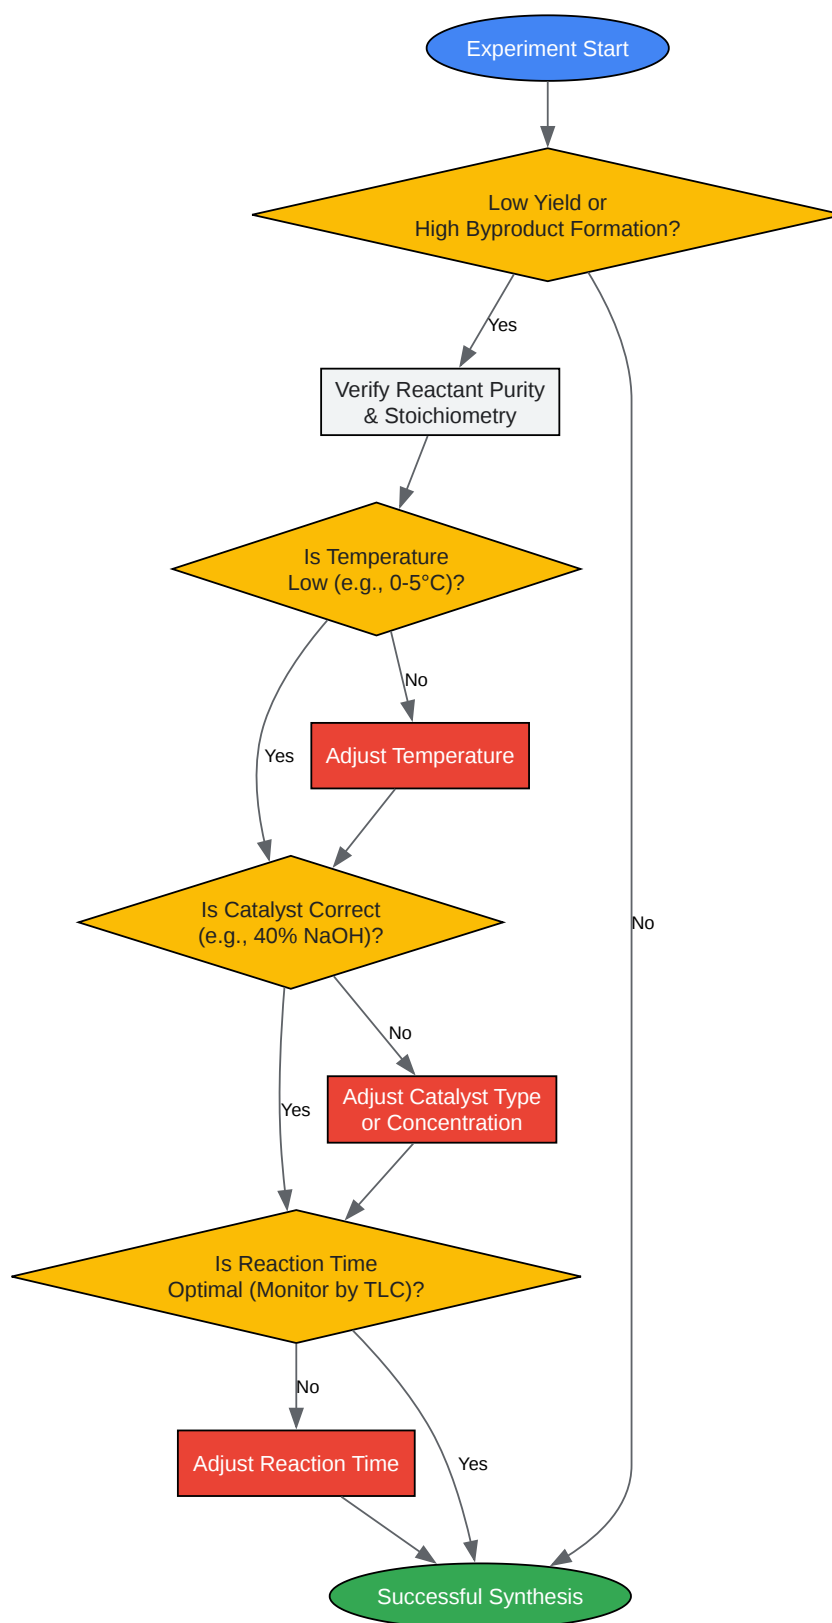 Experiment Start
Low Yield or
High Byproduct Formation?
Yes
Verify Reactant Purity
& Stoichiometry
Is Temperature
Low (e.g., 0-5°C)?
No
Yes
Adjust Temperature
Is Catalyst Correct
(e.g., 40% NaOH)?
No
No
Yes
Adjust Catalyst Type
or Concentration
Is Reaction Time
Optimal (Monitor by TLC)?
No
Yes
Adjust Reaction Time
Successful Synthesis